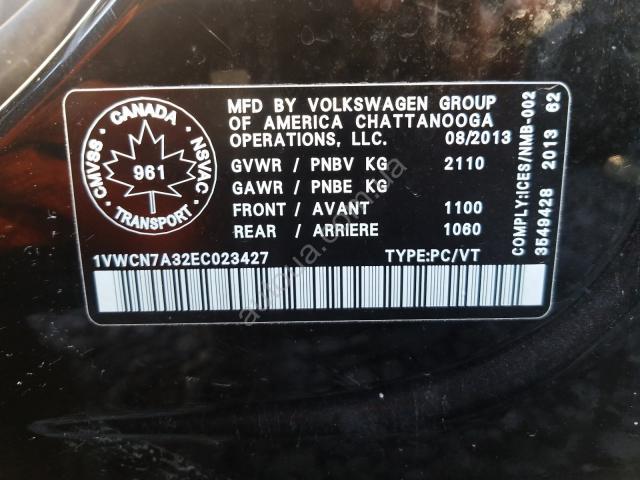 CANADA
CMVSS
NSVAC
961
TRANSPORT
MFD BY VOLKSWAGEN GROUP
OF AMERICA CHATTANOOGA
OPERATIONS, LLC. 08/2013
GVWR / PNBV KG 2110
GAWR / PNBE KG
FRONT / AVANT 1100
REAR / ARRIERE 1060
1VWCN7A32EC023427 TYPE:PC/VT
COMPLY:ICES/NMB-002
3549428 2013 62